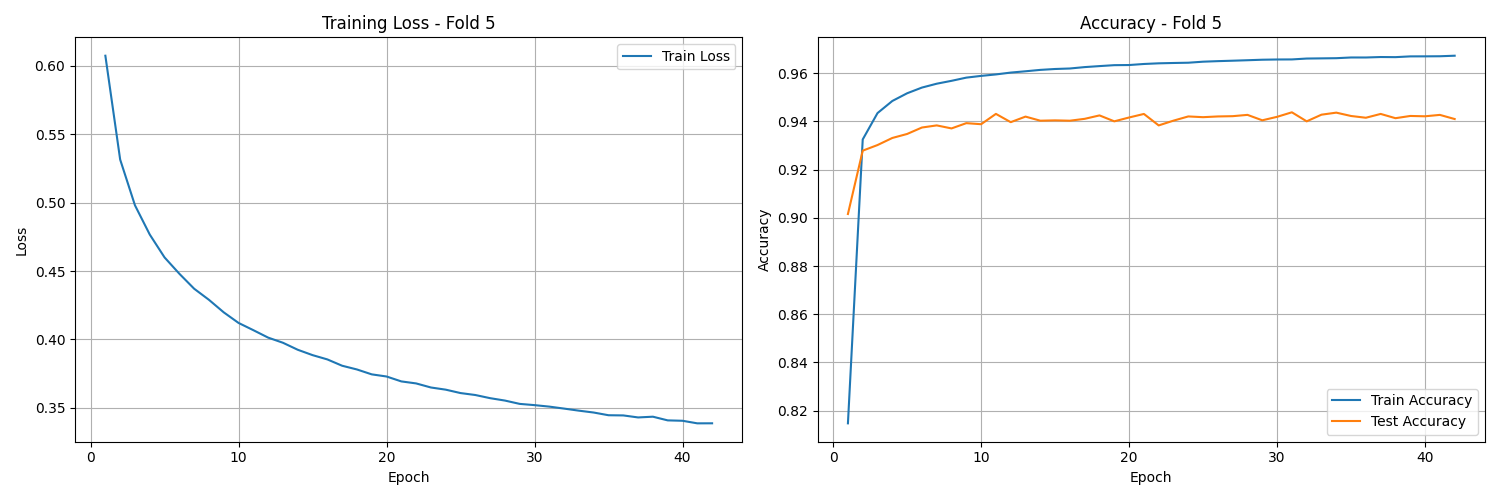 Training Loss - Fold 5
Train Loss
0.60
0.55
0.50
0.45
0.40
0.35
Loss
0
10
20
30
40
Epoch
Accuracy - Fold 5
0.96
0.94
0.92
0.90
0.88
0.86
0.84
0.82
Accuracy
Train Accuracy
Test Accuracy
0
10
20
30
40
Epoch